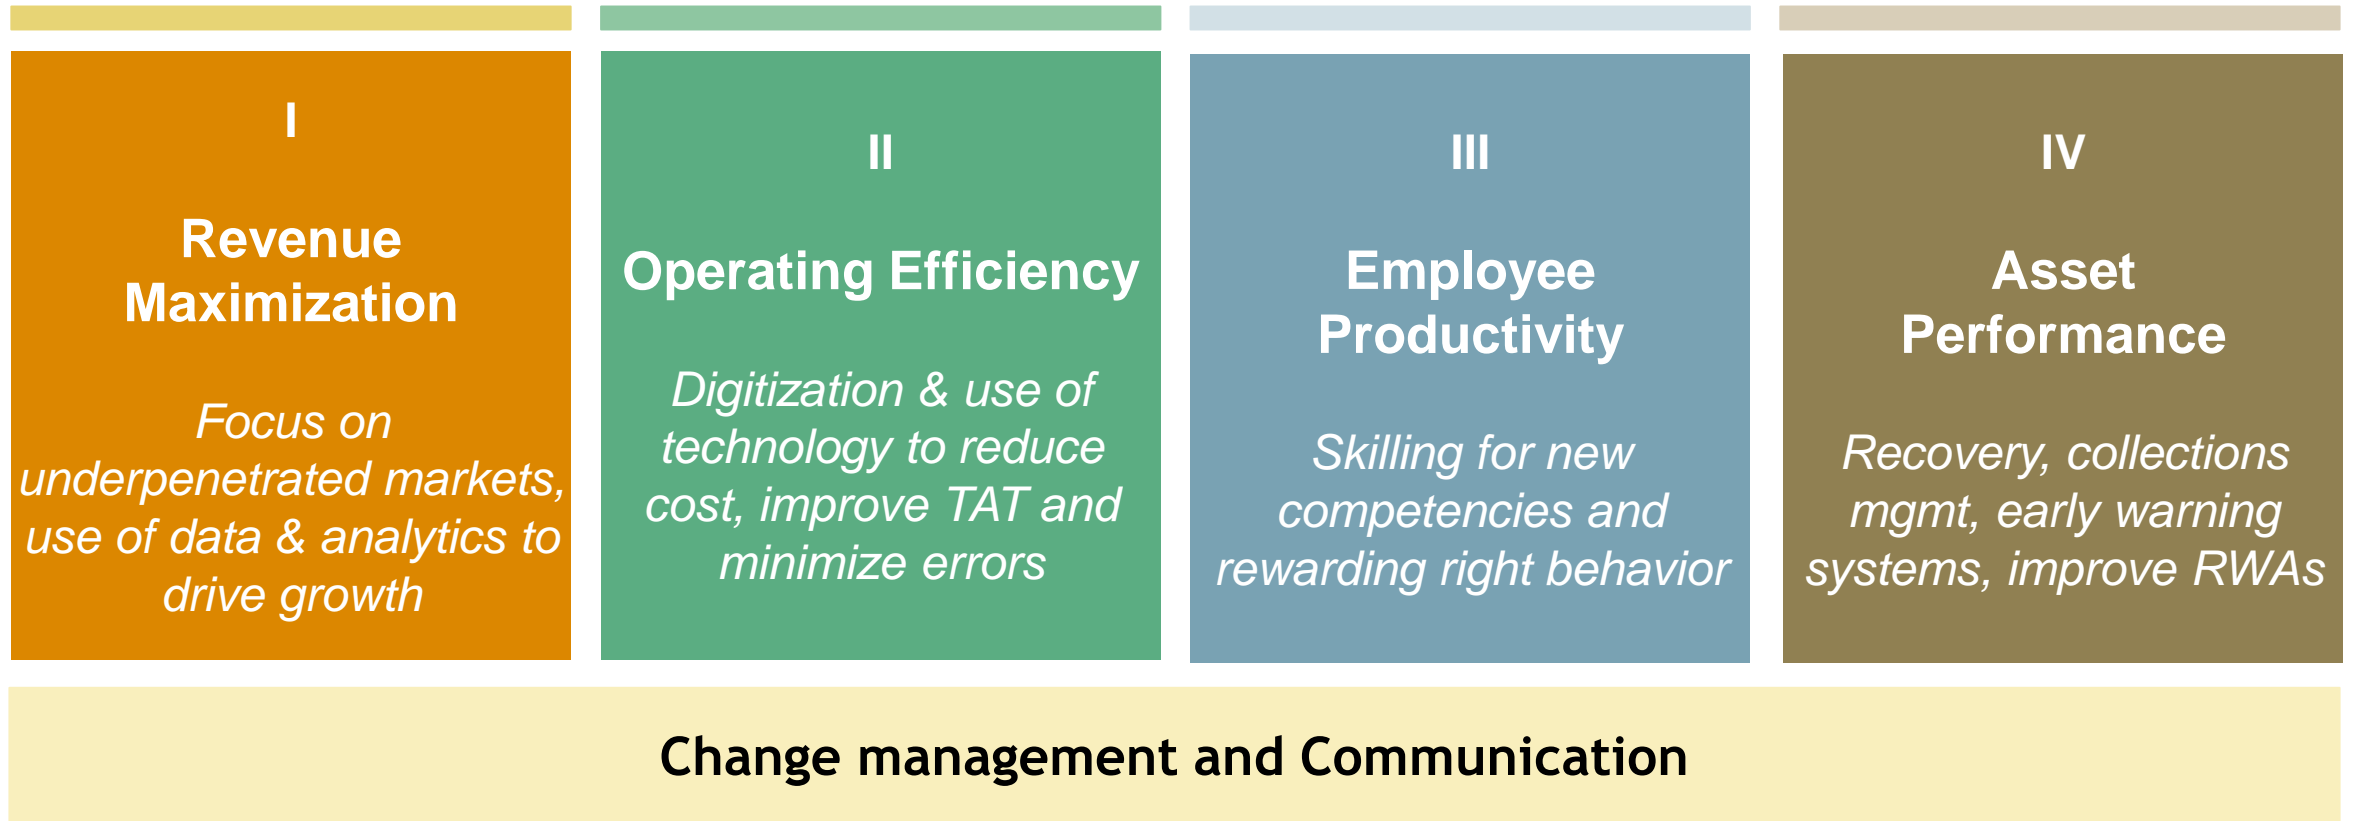 I
Revenue
Maximization
Focus on
underpenetrated markets,
use of data & analytics to
drive growth
II
Operating Efficiency
Digitization & use of
technology to reduce
cost, improve TAT and
minimize errors
III
Employee
Productivity
Skilling for new
competencies and
rewarding right behavior
IV
Asset
Performance
Recovery, collections
mgmt, early warning
systems, improve RWAs
Change management and Communication